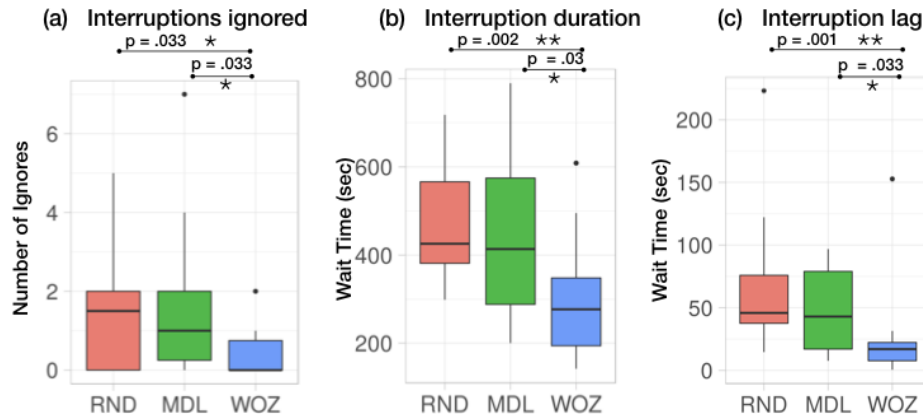 (a) Interruptions ignored
p = .033 *
p = .033
*
Number of Ignores
6
4
2
0
RND MDL WOZ
(b) Interruption duration
p = .002 **
p = .03
*
Wait Time (sec)
800
600
400
200
RND MDL WOZ
(c) Interruption lag
p = .001 **
p = .033
*
Wait Time (sec)
200
150
100
50
0
RND MDL WOZ